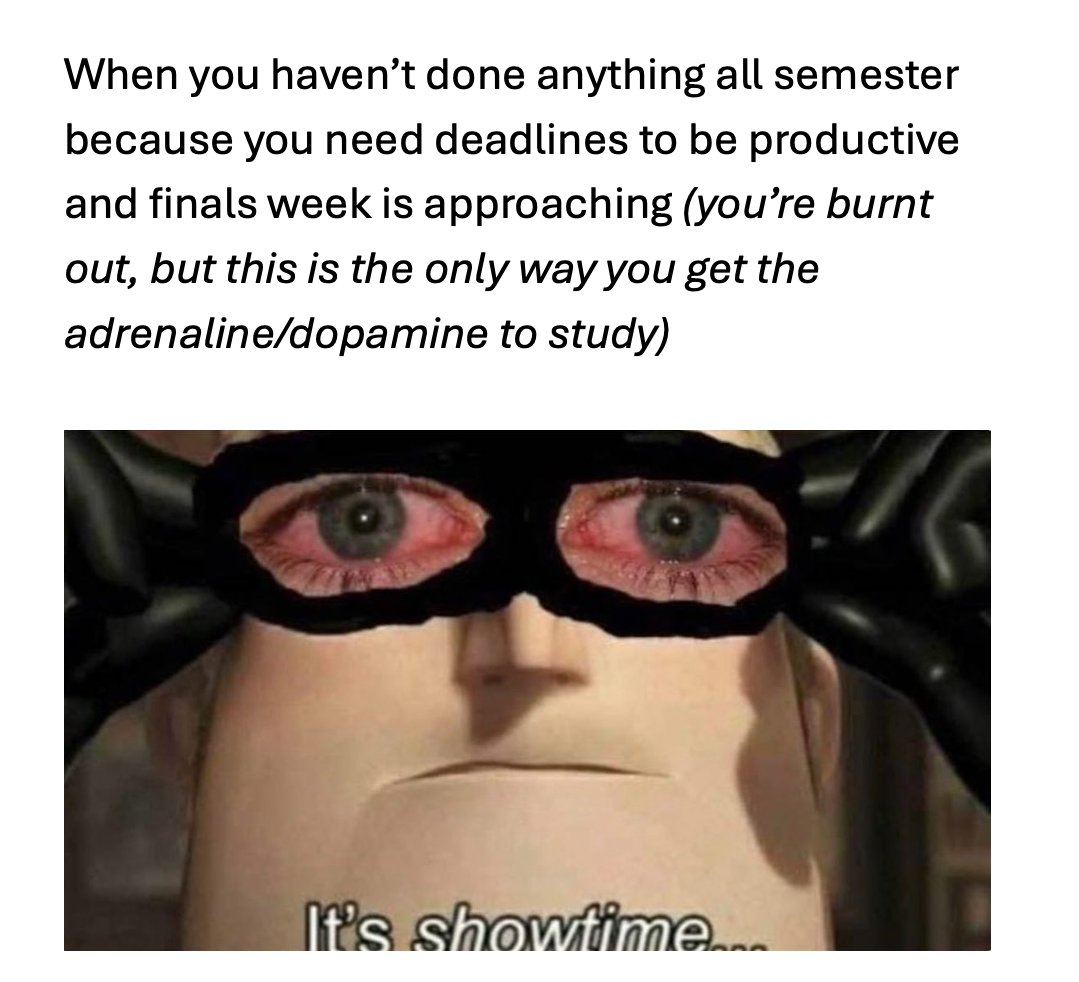 When you haven’t done anything all semester
because you need deadlines to be productive
and finals week is approaching (you’re burnt
out, but this is the only way you get the
adrenaline/dopamine to study)
It's showtime...